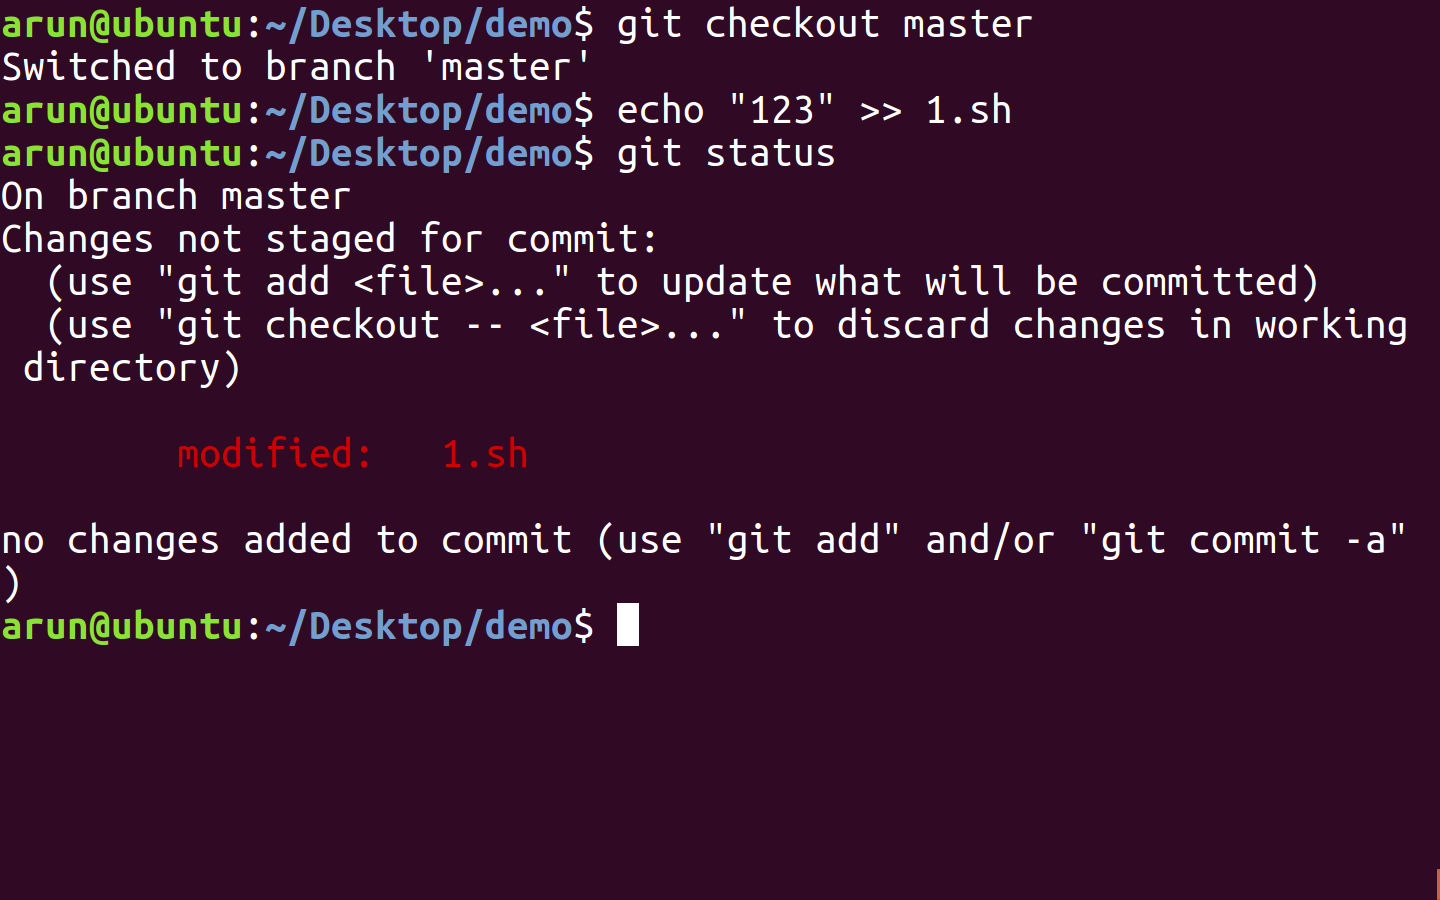 arun@ubuntu:~/Desktop/demo$ git checkout master
Switched to branch 'master'
arun@ubuntu:~/Desktop/demo$ echo "123" >> 1.sh
arun@ubuntu:~/Desktop/demo$ git status
On branch master
Changes not staged for commit:
  (use "git add <file>..." to update what will be committed)
  (use "git checkout -- <file>..." to discard changes in working
 directory)
        modified:   1.sh
no changes added to commit (use "git add" and/or "git commit -a"
)
arun@ubuntu:~/Desktop/demo$